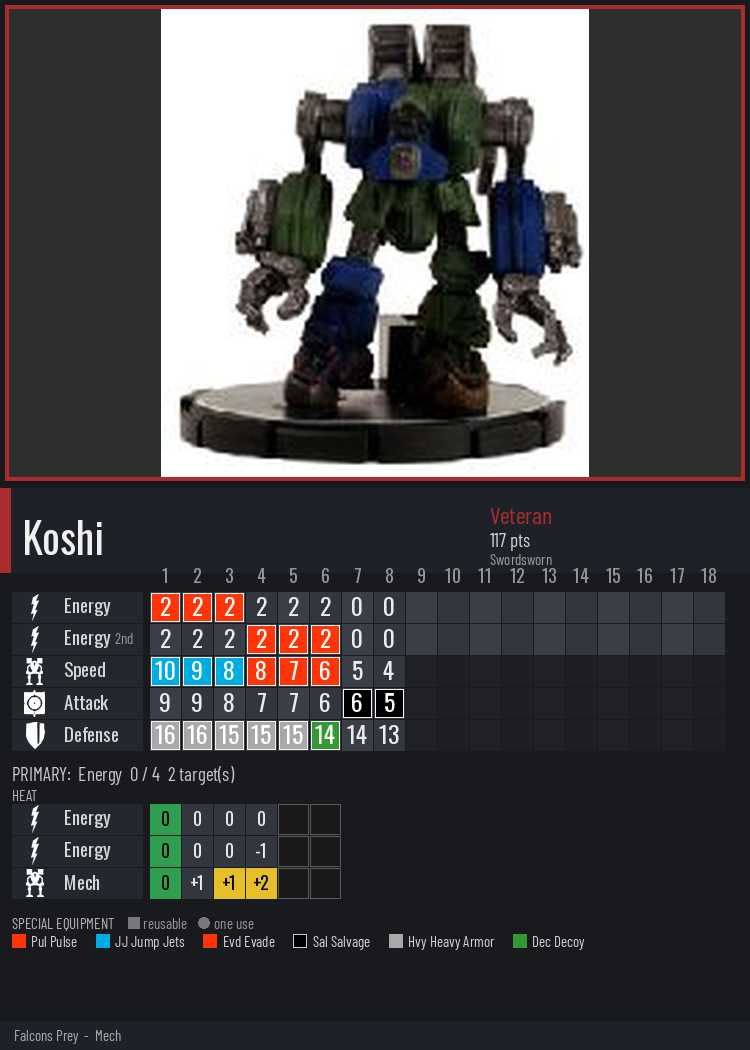 Koshi
Veteran
117 pts
Swordsworn
1 2 3 4 5 6 7 8 9 10 11 12 13 14 15 16 17 18
Energy 2 2 2 2 2 2 0 0
Energy 2nd 2 2 2 2 2 2 0 0
Speed 10 9 8 8 7 6 5 4
Attack 9 9 8 7 7 6 6 5
Defense 16 16 15 15 15 14 14 13
PRIMARY: Energy 0 / 4 2 target(s)
HEAT
Energy 0 0 0 0
Energy 0 0 0 -1
Mech 0 +1 +1 +2
SPECIAL EQUIPMENT reusable one use
Pul Pulse JJ Jump Jets Evd Evade Sal Salvage Hvy Heavy Armor Dec Decoy
Falcons Prey - Mech